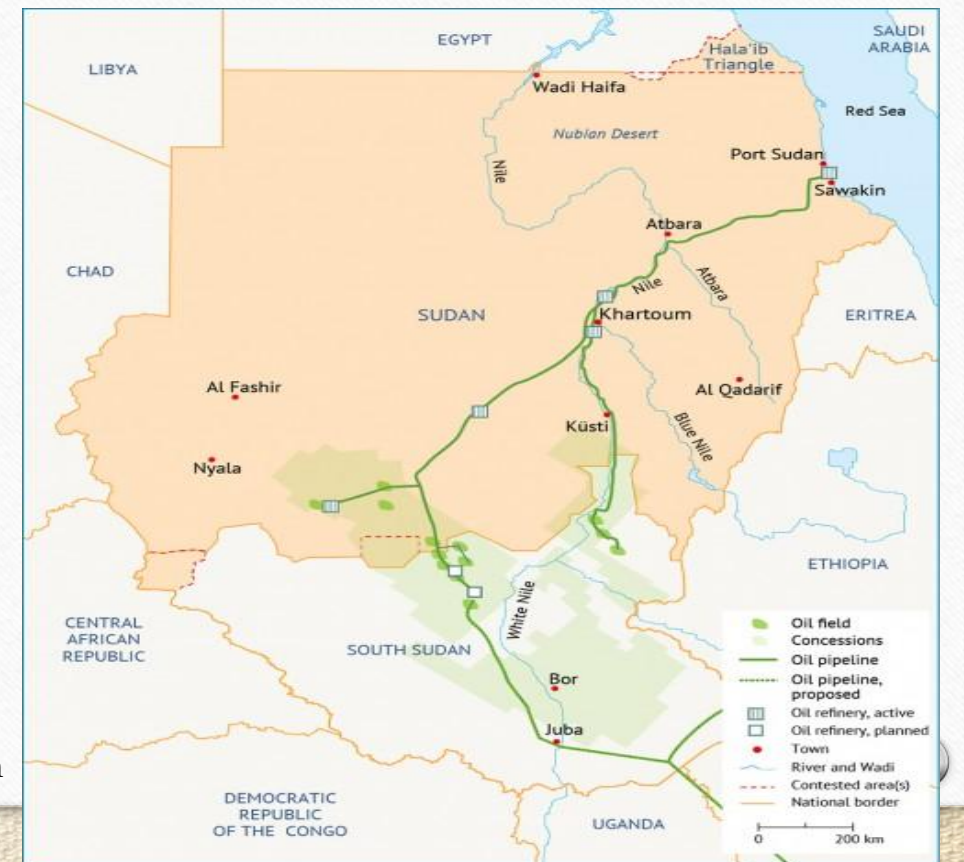 EGYPT
SAUDI
ARABIA
LIBYA
Hala'ib
Triangle
Wadi Haifa
Red Sea
Nubian Desert
Port Sudan
Nile
Sawakin
Atbara
CHAD
Atbara
Nile
SUDAN
Khartoum
ERITREA
Al Fashir
Al Qadarif
Küsti
Blue Nile
Nyala
ETHIOPIA
White Nile
CENTRAL
AFRICAN
REPUBLIC
SOUTH SUDAN
Bor
Juba
DEMOCRATIC
REPUBLIC
OF THE CONGO
UGANDA
Oil field
Concessions
Oil pipeline
Oil pipeline,
proposed
Oil refinery, active
Oil refinery, planned
Town
River and Wadi
Contested area(s)
National border
0 200 km